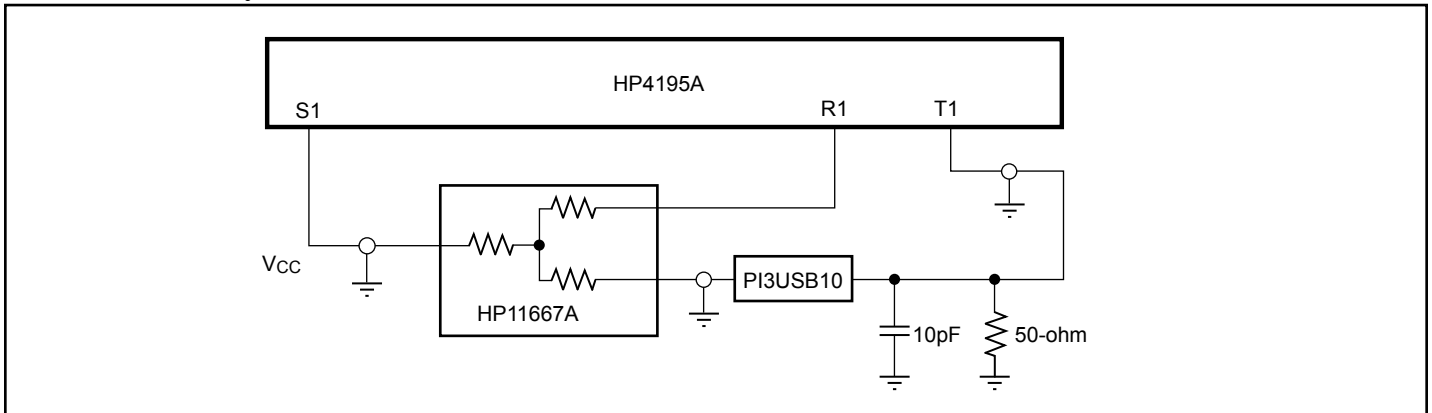 HP4195A
S1
R1
T1
VCC
HP11667A
PI3USB10
10pF
50-ohm